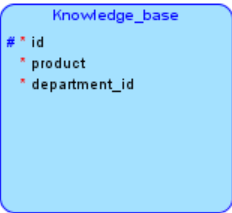 Knowledge_base
# * id
* product
* department_id